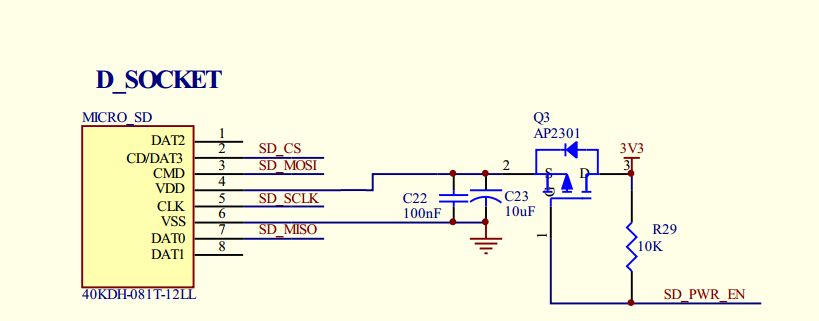 D_SOCKET
MICRO_SD
DAT2 1
CD/DAT3 2 SD_CS
CMD 3 SD_MOSI
VDD 4
CLK 5 SD_SCLK
VSS 6
DAT0 7 SD_MISO
DAT1 8
40KDH-081T-12LL
C22
100nF
C23
10uF
Q3
AP2301
2
S D
G
3
1
3V3
R29
10K
SD_PWR_EN